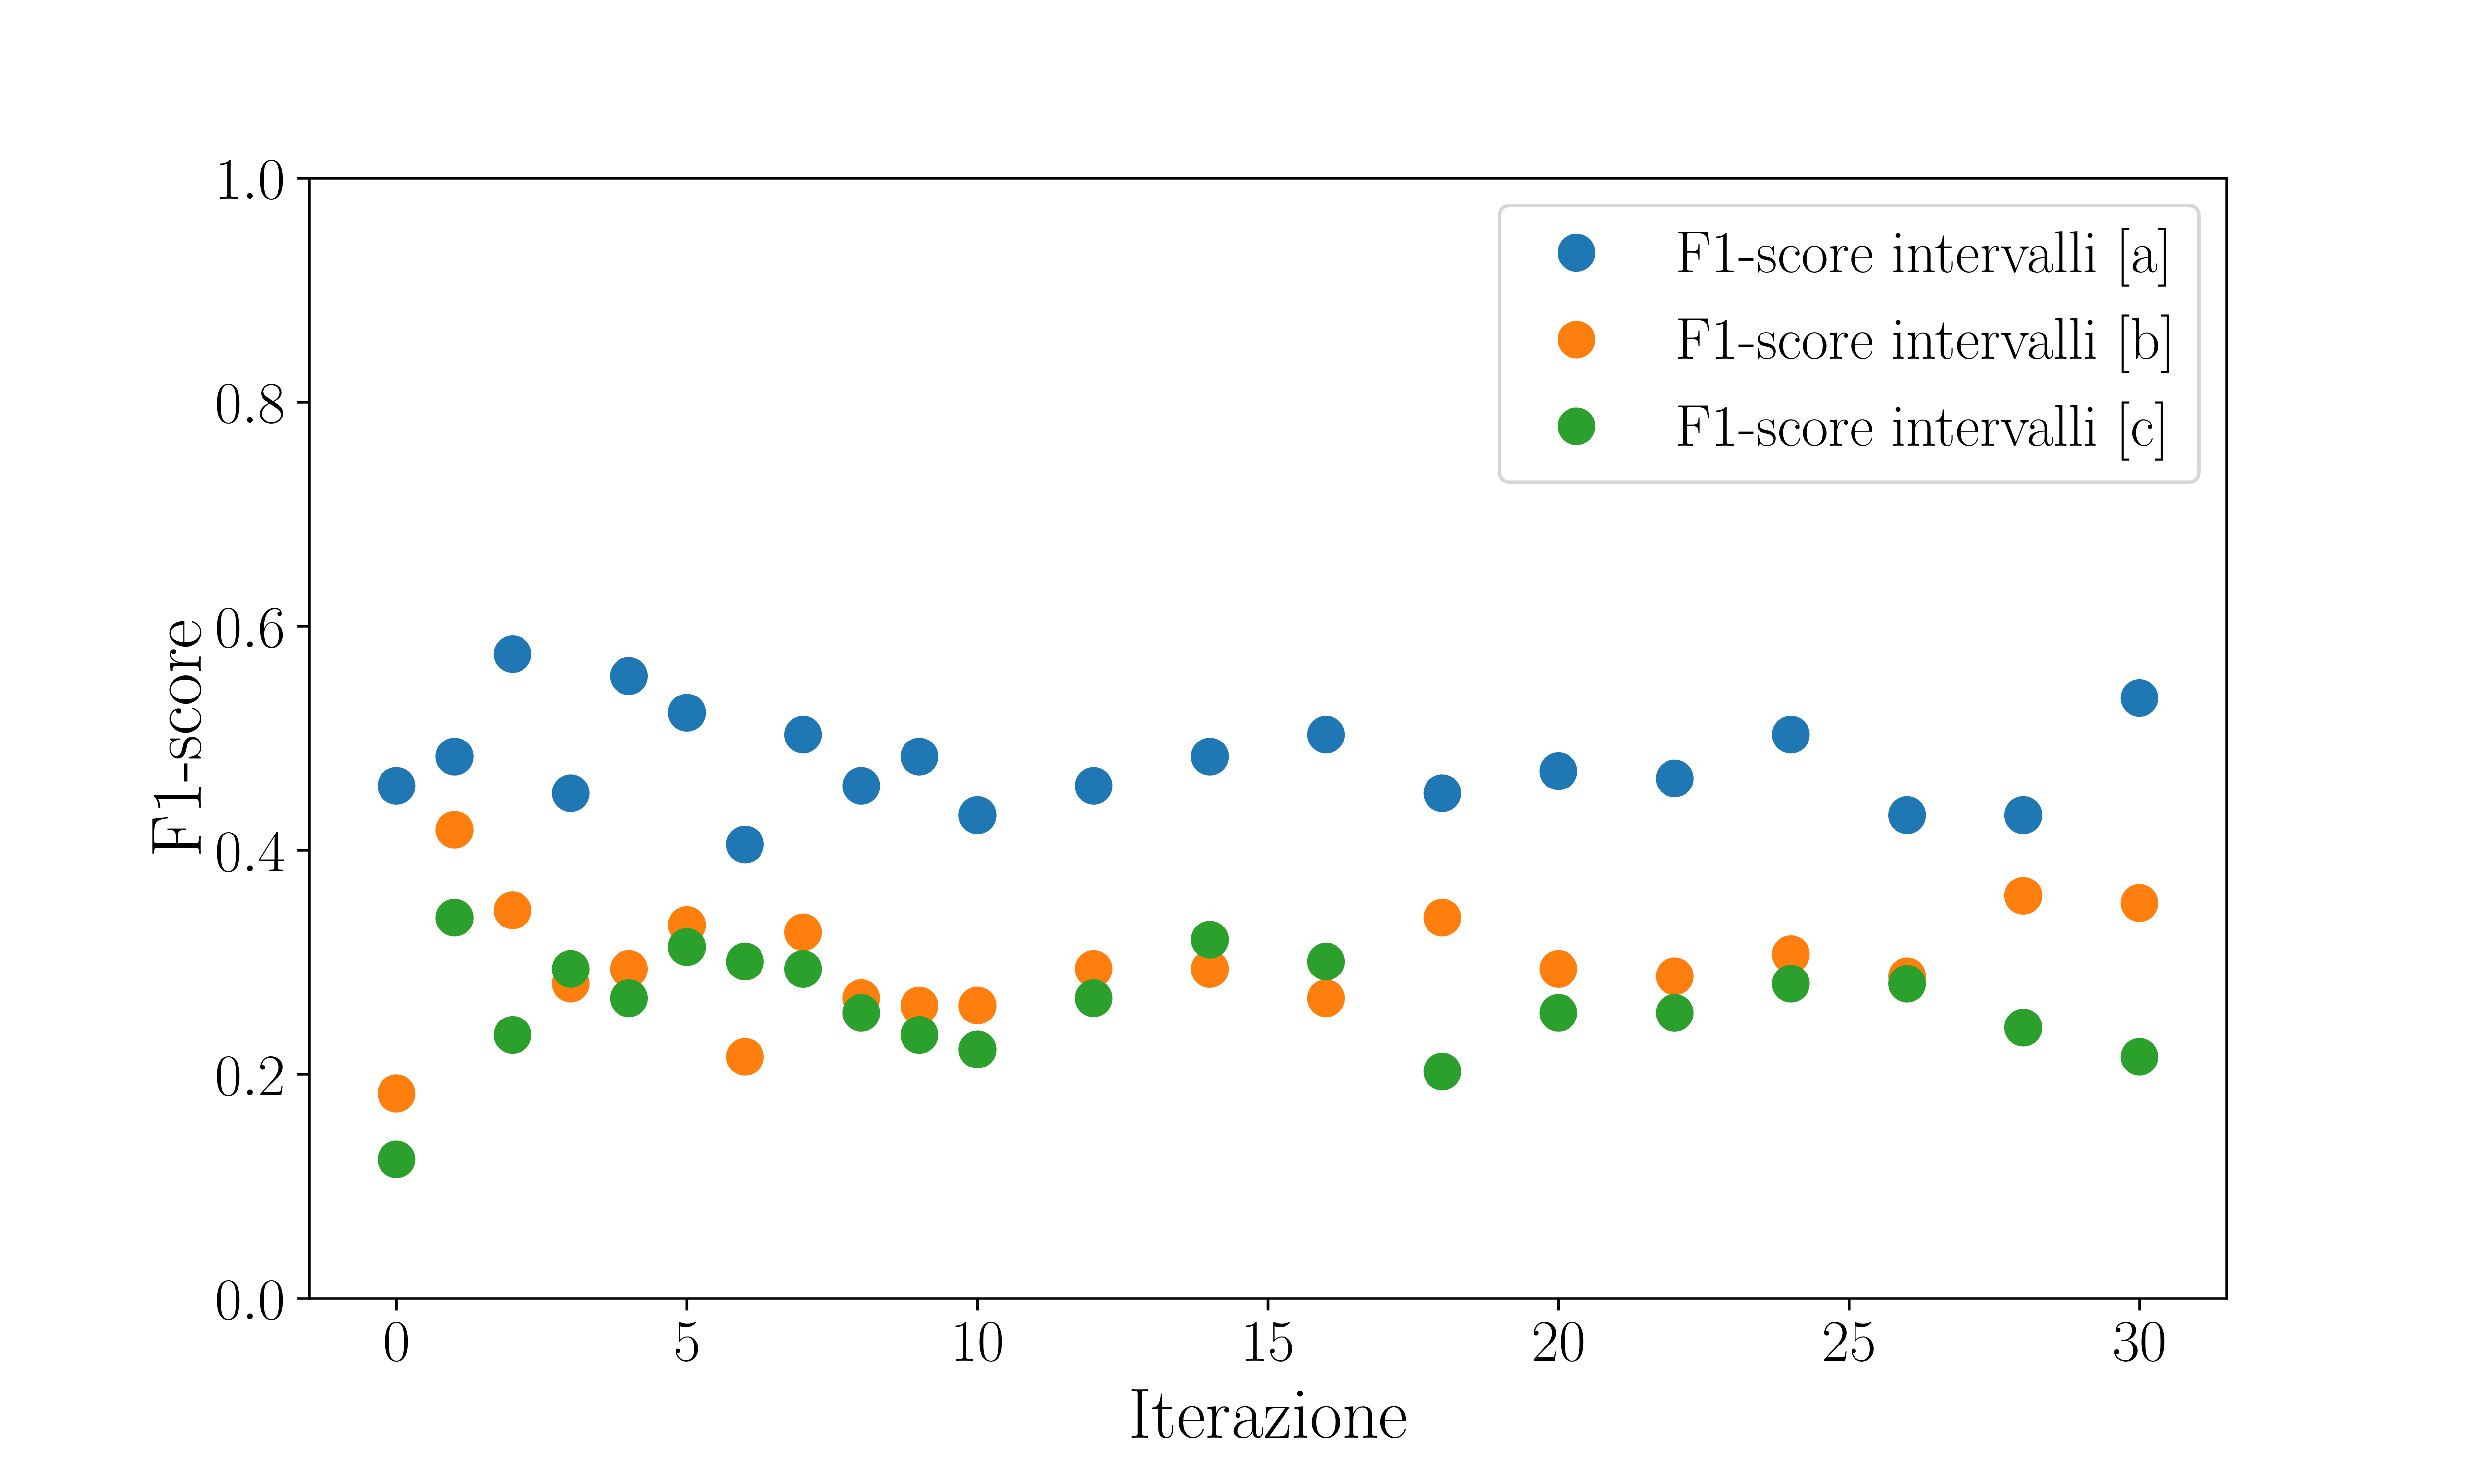 1.0
0.8
0.6
0.4
0.2
0.0
F1-score
F1-score intervalli [a]
F1-score intervalli [b]
F1-score intervalli [c]
0 5 10 15 20 25 30
Iterazione